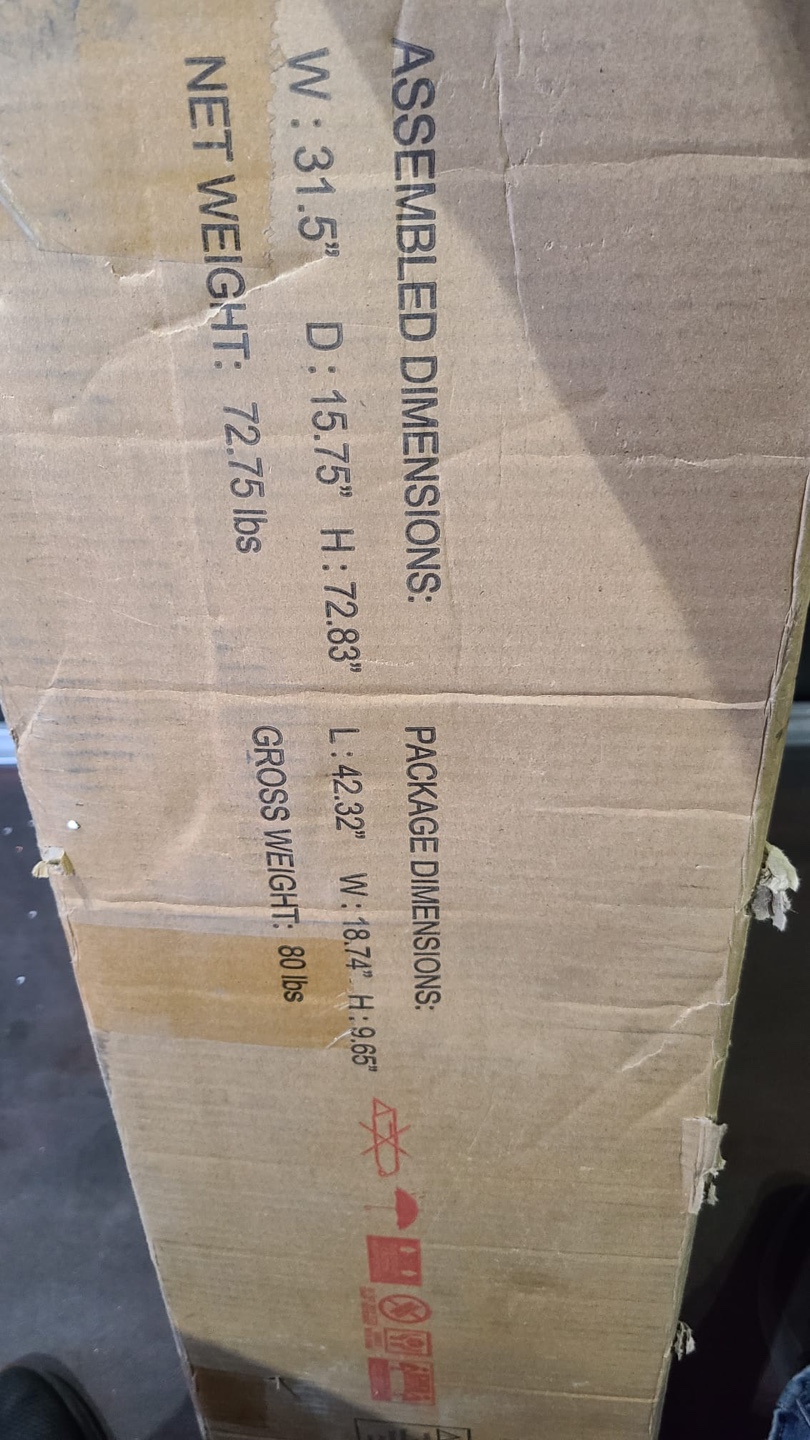 ASSEMBLED DIMENSIONS:
W : 31.5” D : 15.75” H : 72.83”
NET WEIGHT: 72.75 lbs
PACKAGE DIMENSIONS:
L : 42.32” W : 18.74” H : 9.65”
GROSS WEIGHT: 80 lbs